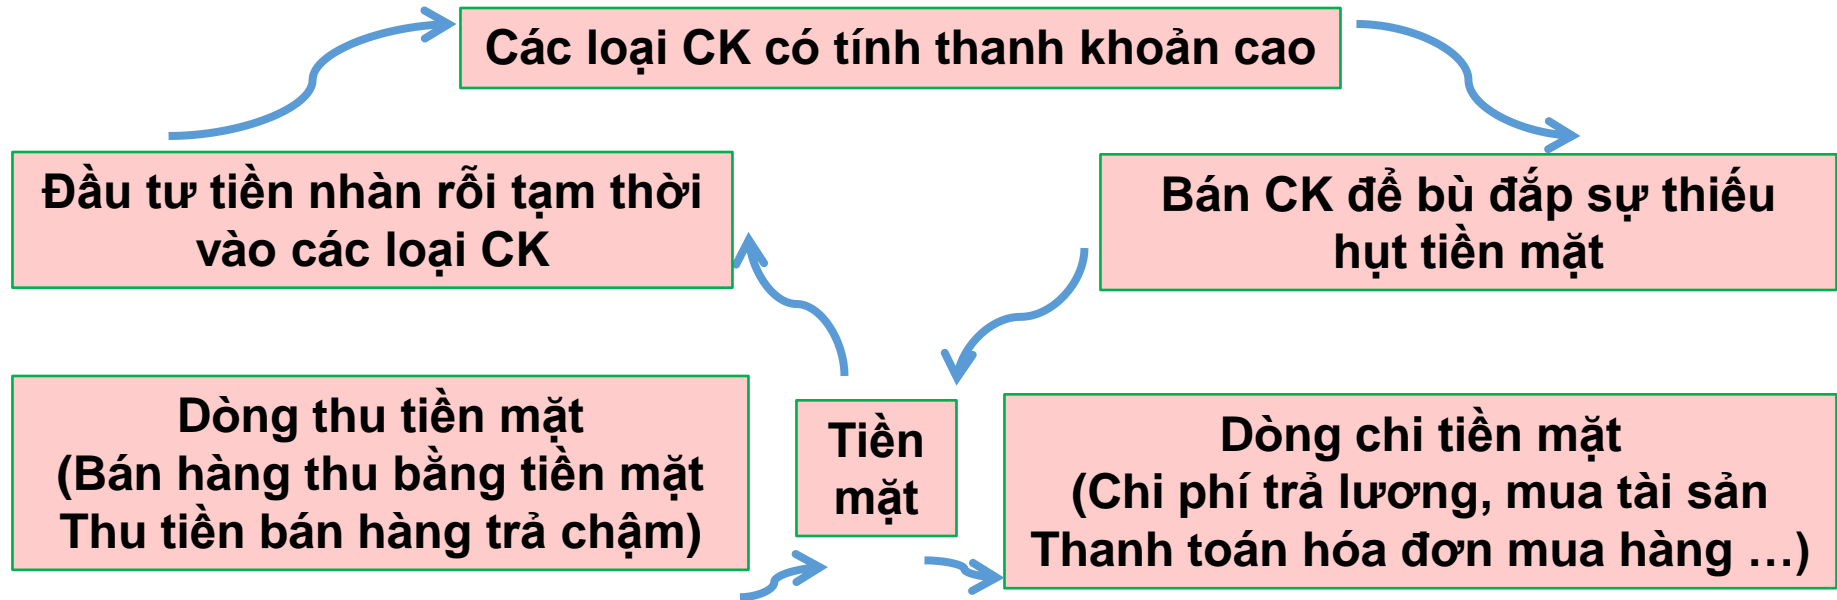 Các loại CK có tính thanh khoản cao
Đầu tư tiền nhàn rỗi tạm thời
vào các loại CK
Bán CK để bù đắp sự thiếu
hụt tiền mặt
Dòng thu tiền mặt
(Bán hàng thu bằng tiền mặt
Thu tiền bán hàng trả chậm)
Tiền
mặt
Dòng chi tiền mặt
(Chi phí trả lương, mua tài sản
Thanh toán hóa đơn mua hàng …)